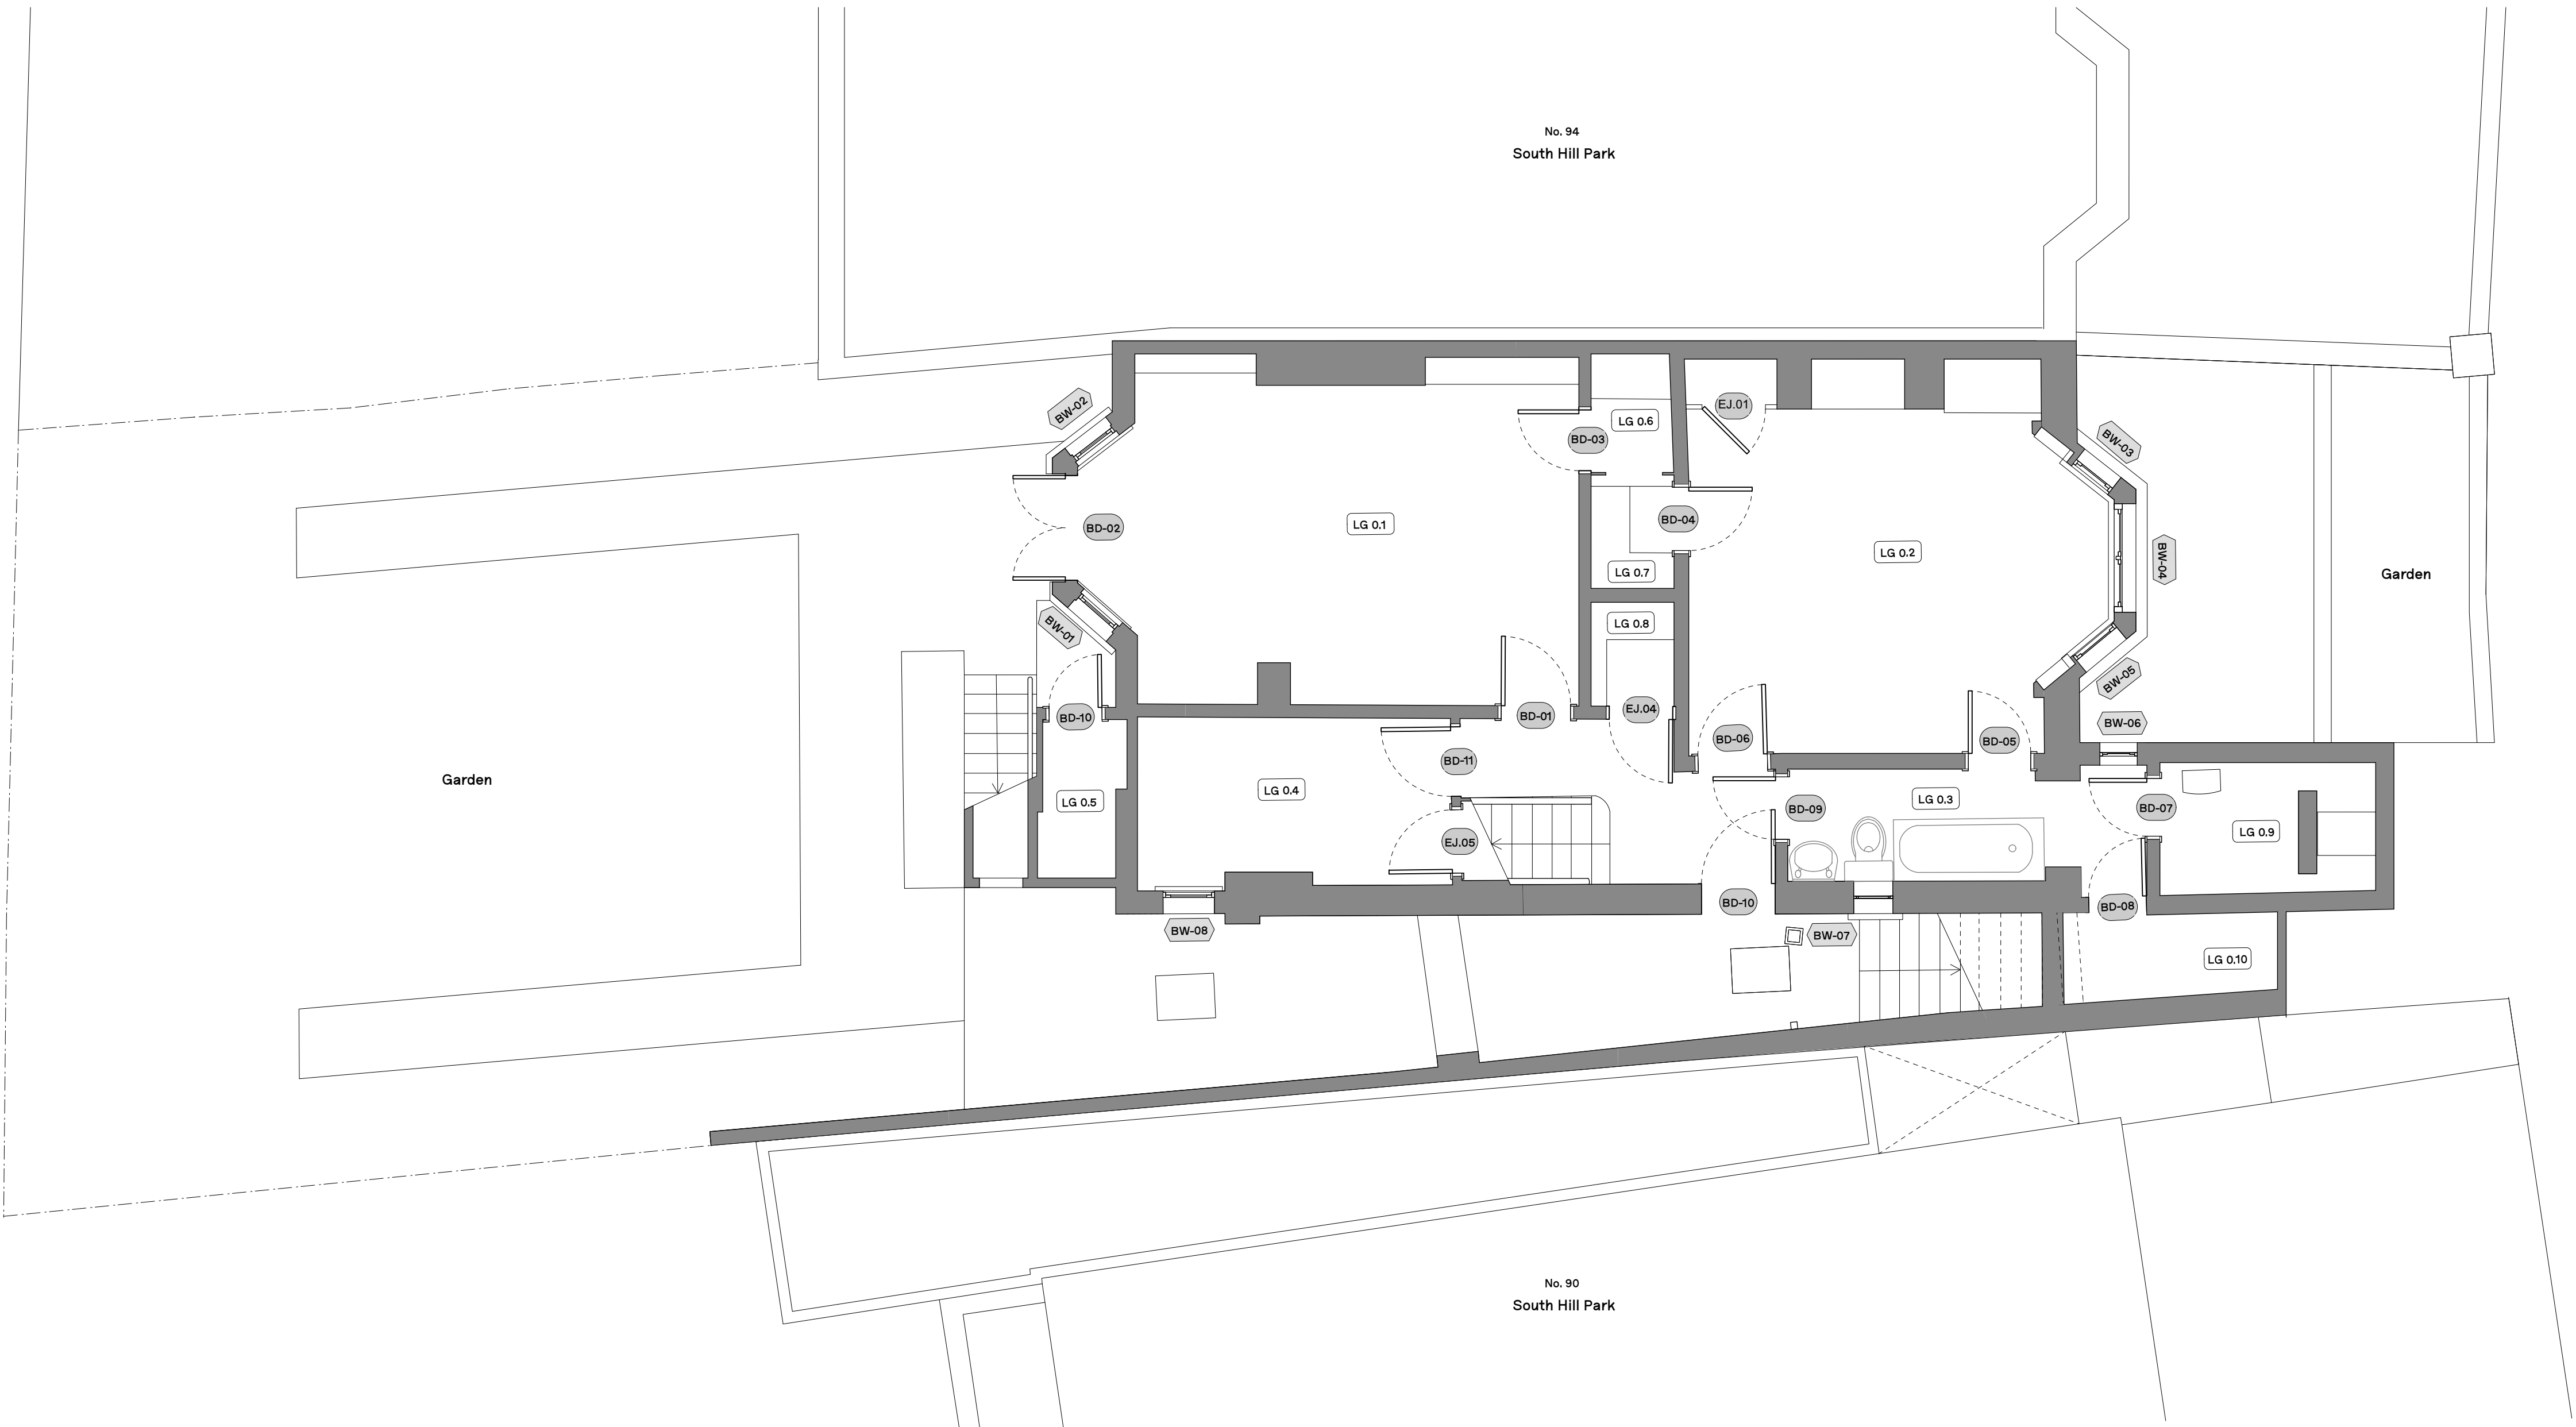 No. 94
South Hill Park
BW-02
EJ.01
LG 0.6
BD-03
BW-03
BD-02
LG 0.1
BD-04
LG 0.2
BW-04
LG 0.7
Garden
LG 0.8
BW-01
BW-05
EJ.04
BD-10
BD-01
BW-06
BD-06
BD-05
BD-11
Garden
LG 0.4
LG 0.5
LG 0.3
BD-09
BD-07
LG 0.9
EJ.05
BD-10
BD-08
BW-08
BW-07
LG 0.10
No. 90
South Hill Park